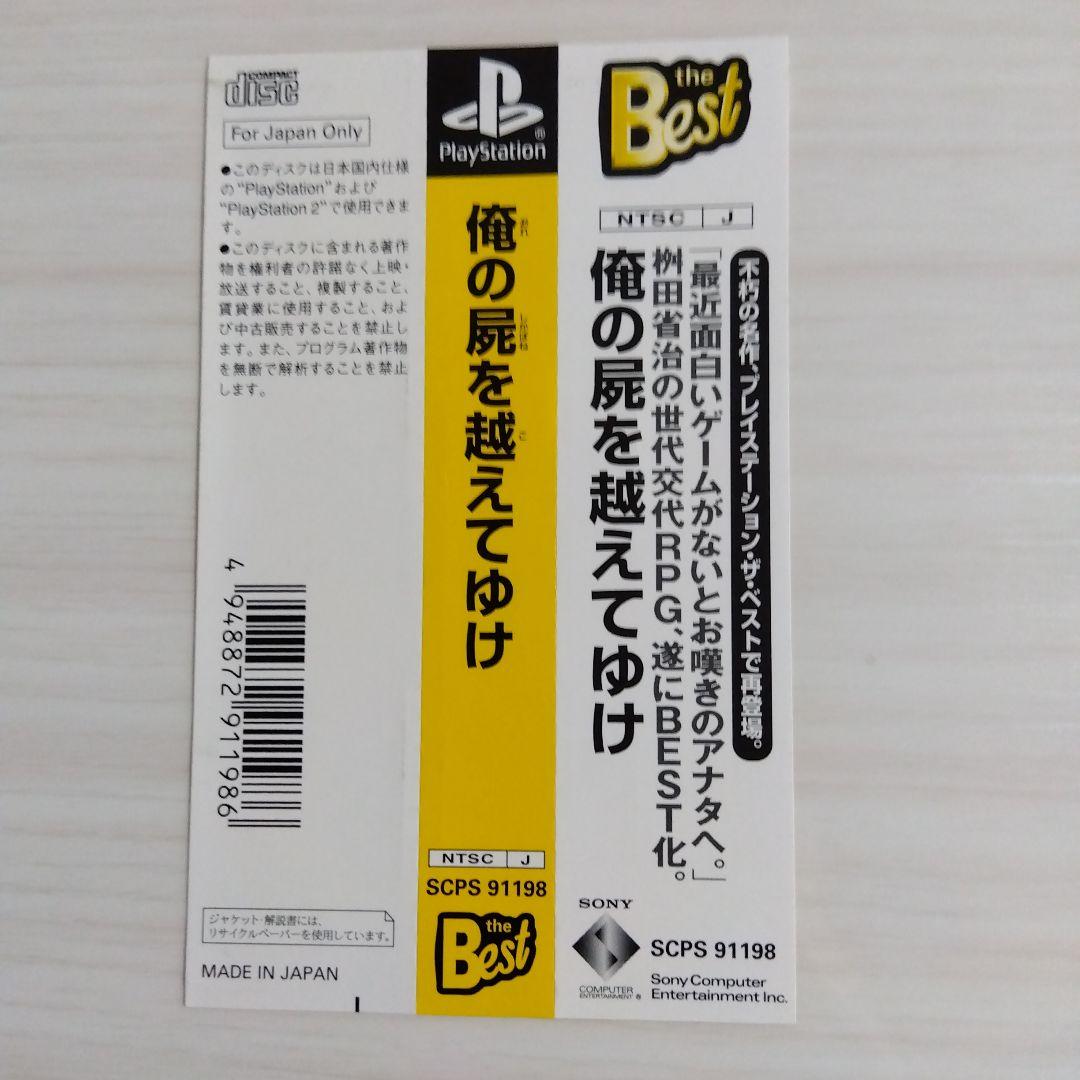 COMPACT
disc
For Japan Only
●このディスクは日本国内仕様
の"PlayStation"および
"PlayStation 2"で使用できま
す。
●このディスクに含まれる著作
物を権利者の許諾なく上映・
放送すること、複製すること、
賃貸業に使用すること、およ
び中古販売することを禁止し
ます。また、プログラム著作物
を無断で解析することを禁止
します。
4 948872 911986
ジャケット・解説書には、
リサイクルペーパーを使用しています。
MADE IN JAPAN
PlayStation®
俺の屍を越えてゆけ
おれ
しかばね
こ
NTSC J
SCPS 91198
the
Best
the
Best
NTSC J
不朽の名作、プレイステーション・ザ・ベストで再登場。
「最近面白いゲームがないとお嘆きのアナタへ。」
桝田省治の世代交代RPG、遂にBEST化。
俺の屍を越えてゆけ
SONY
COMPUTER
ENTERTAINMENT ®
SCPS 91198
Sony Computer
Entertainment Inc.